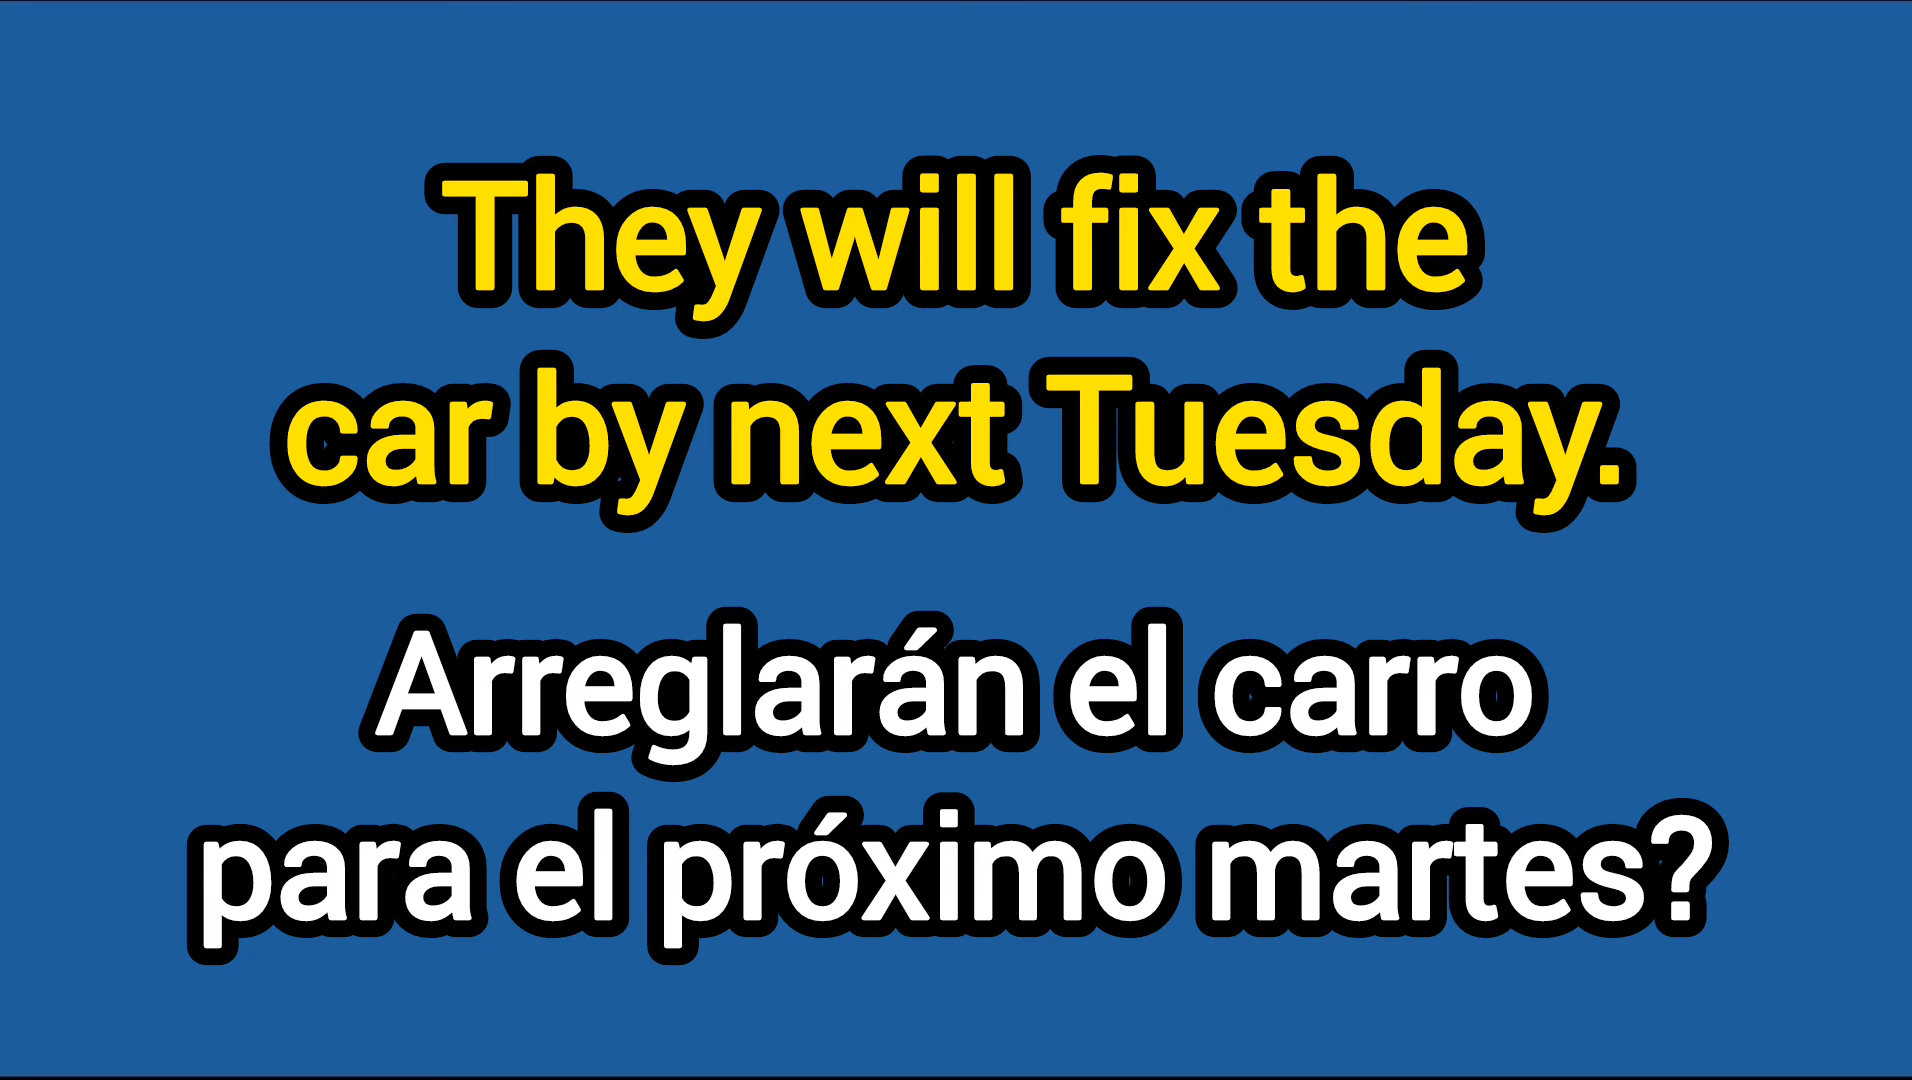 They will fix the
car by next Tuesday.
Arreglarán el carro
para el próximo martes?